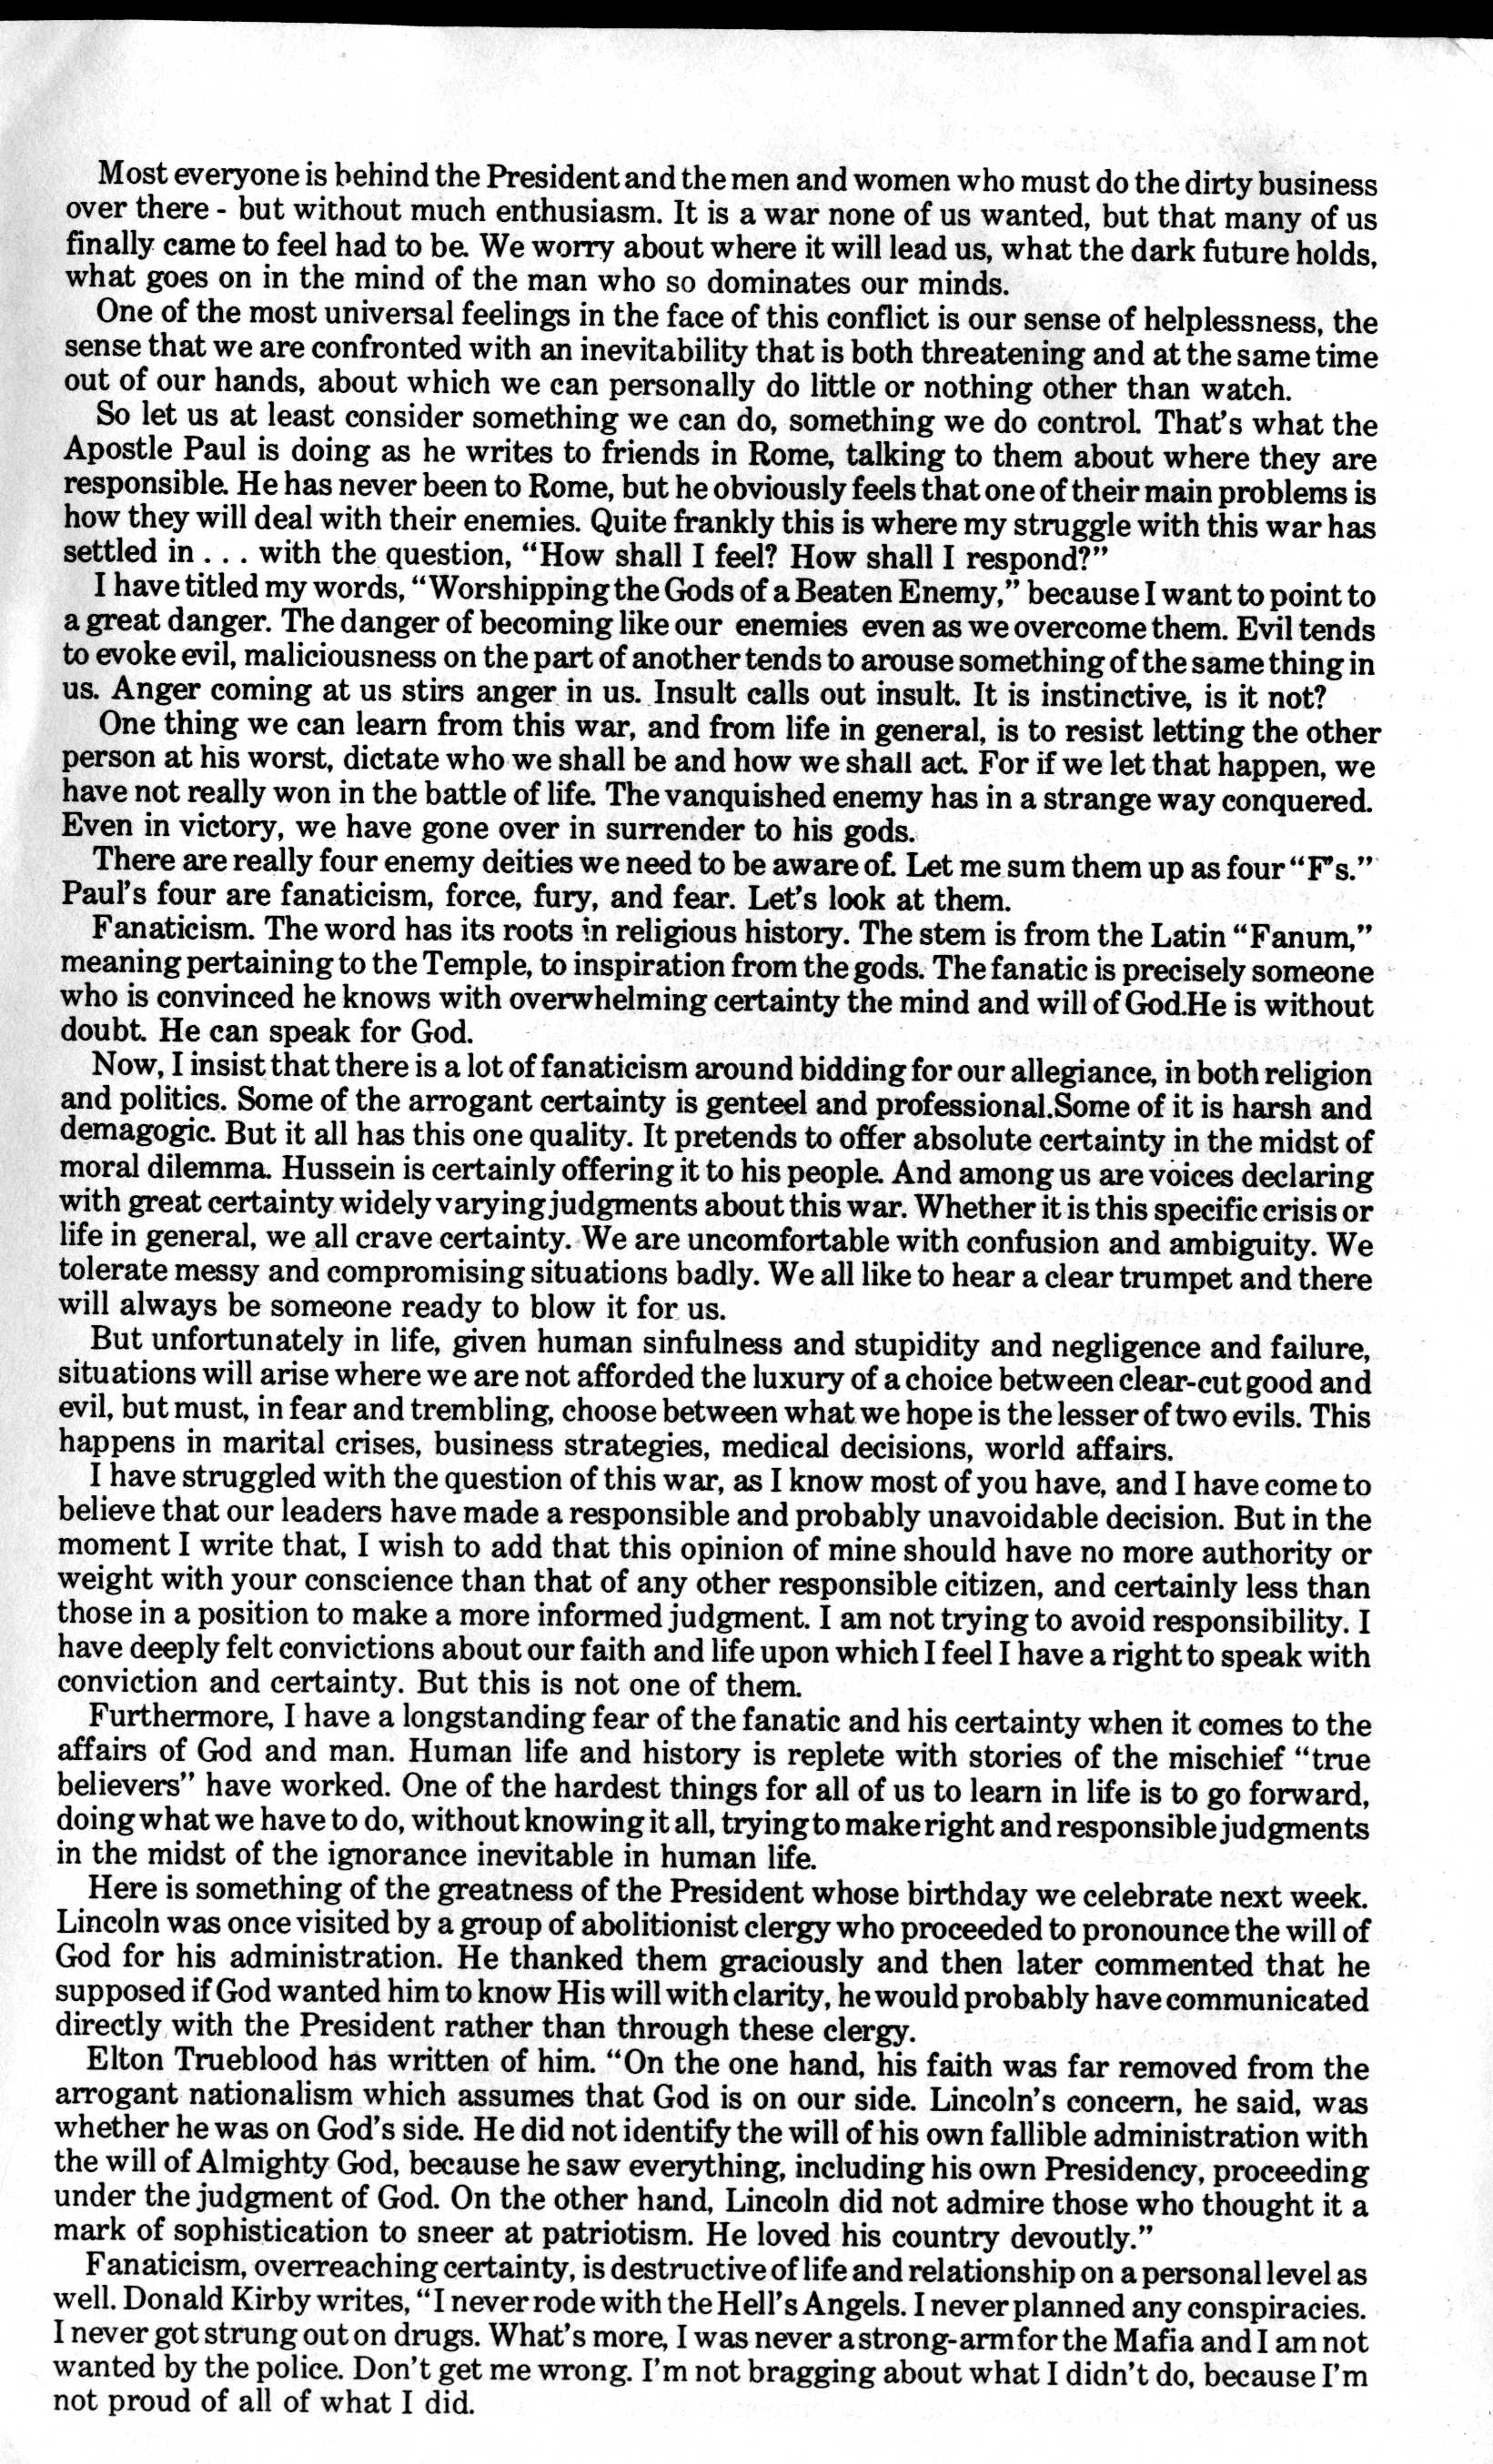 Most everyone is behind the President and the men and women who must do the dirty business
over there - but without much enthusiasm. It is a war none of us wanted, but that many of us
finally came to feel had to be. We worry about where it will lead us, what the dark future holds,
what goes on in the mind of the man who so dominates our minds.
One of the most universal feelings in the face of this conflict is our sense of helplessness, the
sense that we are confronted with an inevitability that is both threatening and at the same time
out of our hands, about which we can personally do little or nothing other than watch.
So let us at least consider something we can do, something we do control. That's what the
Apostle Paul is doing as he writes to friends in Rome, talking to them about where they are
responsible. He has never been to Rome, but he obviously feels that one of their main problems is
how they will deal with their enemies. Quite frankly this is where my struggle with this war has
settled in . . . with the question, “How shall I feel? How shall I respond?”
I have titled my words, “Worshipping the Gods of a Beaten Enemy,” because I want to point to
a great danger. The danger of becoming like our enemies even as we overcome them. Evil tends
to evoke evil, maliciousness on the part of another tends to arouse something of the same thing in
us. Anger coming at us stirs anger in us. Insult calls out insult. It is instinctive, is it not?
One thing we can learn from this war, and from life in general, is to resist letting the other
person at his worst, dictate who we shall be and how we shall act. For if we let that happen, we
have not really won in the battle of life. The vanquished enemy has in a strange way conquered.
Even in victory, we have gone over in surrender to his gods.
There are really four enemy deities we need to be aware of. Let me sum them up as four “F's.”
Paul's four are fanaticism, force, fury, and fear. Let's look at them.
Fanaticism. The word has its roots in religious history. The stem is from the Latin “Fanum,”
meaning pertaining to the Temple, to inspiration from the gods. The fanatic is precisely someone
who is convinced he knows with overwhelming certainty the mind and will of God.He is without
doubt. He can speak for God.
Now, I insist that there is a lot of fanaticism around bidding for our allegiance, in both religion
and politics. Some of the arrogant certainty is genteel and professional.Some of it is harsh and
demagogic. But it all has this one quality. It pretends to offer absolute certainty in the midst of
moral dilemma. Hussein is certainly offering it to his people. And among us are voices declaring
with great certainty widely varying judgments about this war. Whether it is this specific crisis or
life in general, we all crave certainty. We are uncomfortable with confusion and ambiguity. We
tolerate messy and compromising situations badly. We all like to hear a clear trumpet and there
will always be someone ready to blow it for us.
But unfortunately in life, given human sinfulness and stupidity and negligence and failure,
situations will arise where we are not afforded the luxury of a choice between clear-cut good and
evil, but must, in fear and trembling, choose between what we hope is the lesser of two evils. This
happens in marital crises, business strategies, medical decisions, world affairs.
I have struggled with the question of this war, as I know most of you have, and I have come to
believe that our leaders have made a responsible and probably unavoidable decision. But in the
moment I write that, I wish to add that this opinion of mine should have no more authority or
weight with your conscience than that of any other responsible citizen, and certainly less than
those in a position to make a more informed judgment. I am not trying to avoid responsibility. I
have deeply felt convictions about our faith and life upon which I feel I have a right to speak with
conviction and certainty. But this is not one of them.
Furthermore, I have a longstanding fear of the fanatic and his certainty when it comes to the
affairs of God and man. Human life and history is replete with stories of the mischief “true
believers” have worked. One of the hardest things for all of us to learn in life is to go forward,
doing what we have to do, without knowing it all, trying to make right and responsible judgments
in the midst of the ignorance inevitable in human life.
Here is something of the greatness of the President whose birthday we celebrate next week.
Lincoln was once visited by a group of abolitionist clergy who proceeded to pronounce the will of
God for his administration. He thanked them graciously and then later commented that he
supposed if God wanted him to know His will with clarity, he would probably have communicated
directly with the President rather than through these clergy.
Elton Trueblood has written of him. “On the one hand, his faith was far removed from the
arrogant nationalism which assumes that God is on our side. Lincoln's concern, he said, was
whether he was on God's side. He did not identify the will of his own fallible administration with
the will of Almighty God, because he saw everything, including his own Presidency, proceeding
under the judgment of God. On the other hand, Lincoln did not admire those who thought it a
mark of sophistication to sneer at patriotism. He loved his country devoutly.”
Fanaticism, overreaching certainty, is destructive of life and relationship on a personal level as
well. Donald Kirby writes, “I never rode with the Hell's Angels. I never planned any conspiracies.
I never got strung out on drugs. What's more, I was never a strong-arm for the Mafia and I am not
wanted by the police. Don't get me wrong. I'm not bragging about what I didn't do, because I'm
not proud of all of what I did.